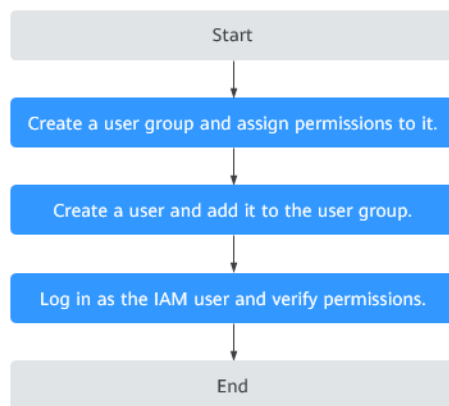 Start
Create a user group and assign permissions to it.
Create a user and add it to the user group.
Log in as the IAM user and verify permissions.
End